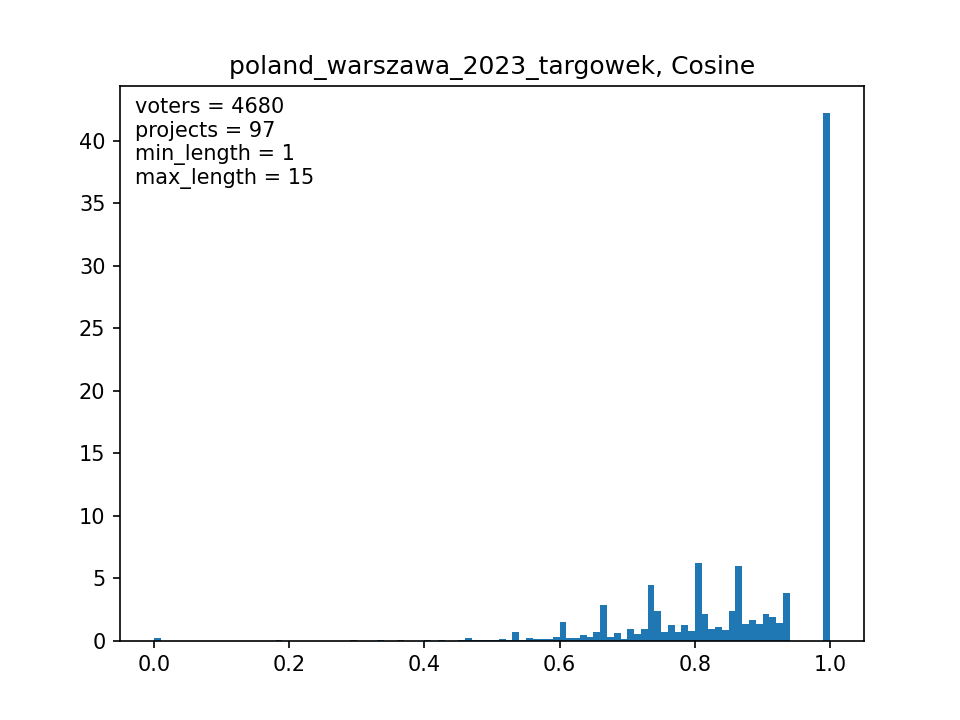 poland_warszawa_2023_targowek, Cosine
voters = 4680
projects = 97
min_length = 1
max_length = 15
40
35
30
25
20
15
10
5
0
0.0 0.2 0.4 0.6 0.8 1.0